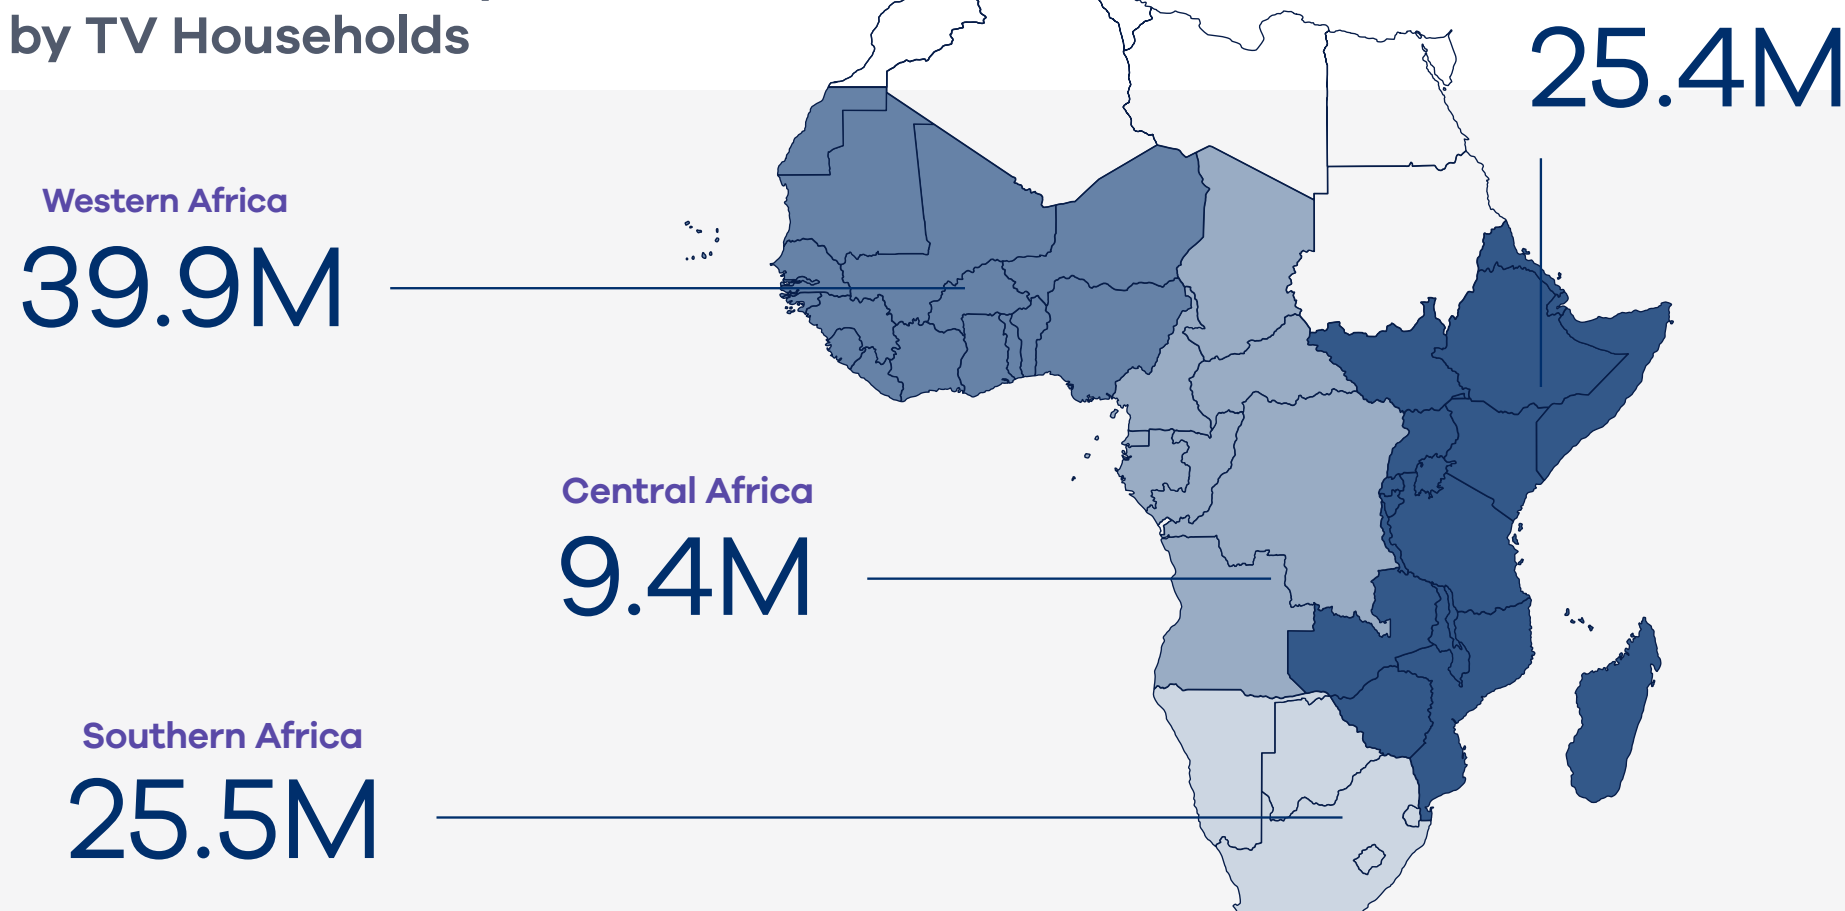 by TV Households
25.4M
Western Africa
39.9M
Central Africa
9.4M
Southern Africa
25.5M